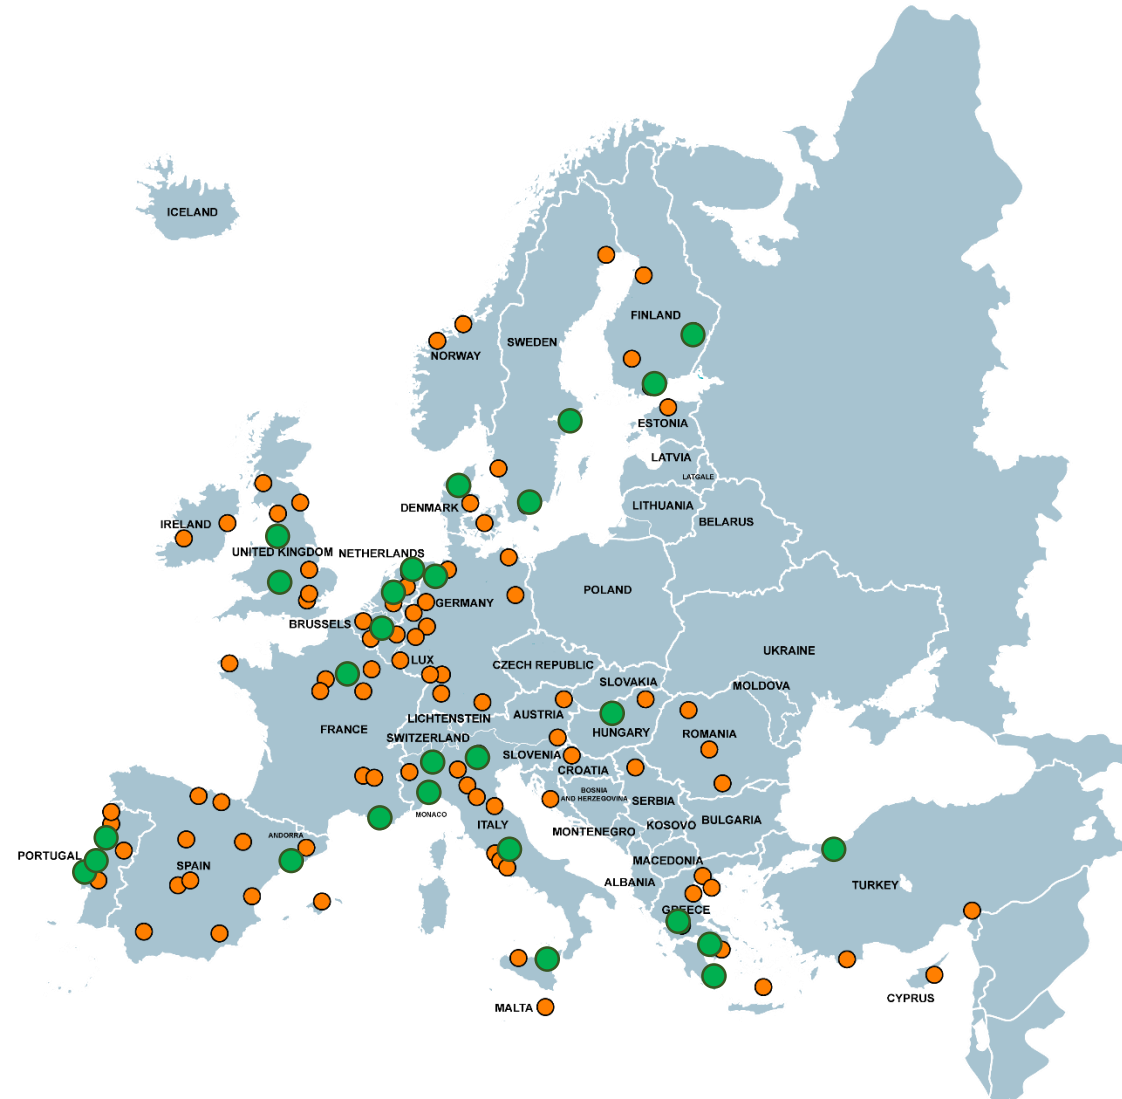 ICELAND
FINLAND
SWEDEN
NORWAY
ESTONIA
LATVIA
LATGALE
DENMARK
LITHUANIA
BELARUS
IRELAND
UNITED KINGDOM
NETHERLANDS
POLAND
GERMANY
BRUSSELS
UKRAINE
LUX
CZECH REPUBLIC
SLOVAKIA
MOLDOVA
LICHTENSTEIN
AUSTRIA
FRANCE
HUNGARY
ROMANIA
SWITZERLAND
SLOVENIA
CROATIA
BOSNIA
AND HERZEGOVINA
SERBIA
MONACO
BULGARIA
ITALY
KOSOVO
MONTENEGRO
ANDORRA
PORTUGAL
SPAIN
MACEDONIA
ALBANIA
TURKEY
GREECE
CYPRUS
MALTA